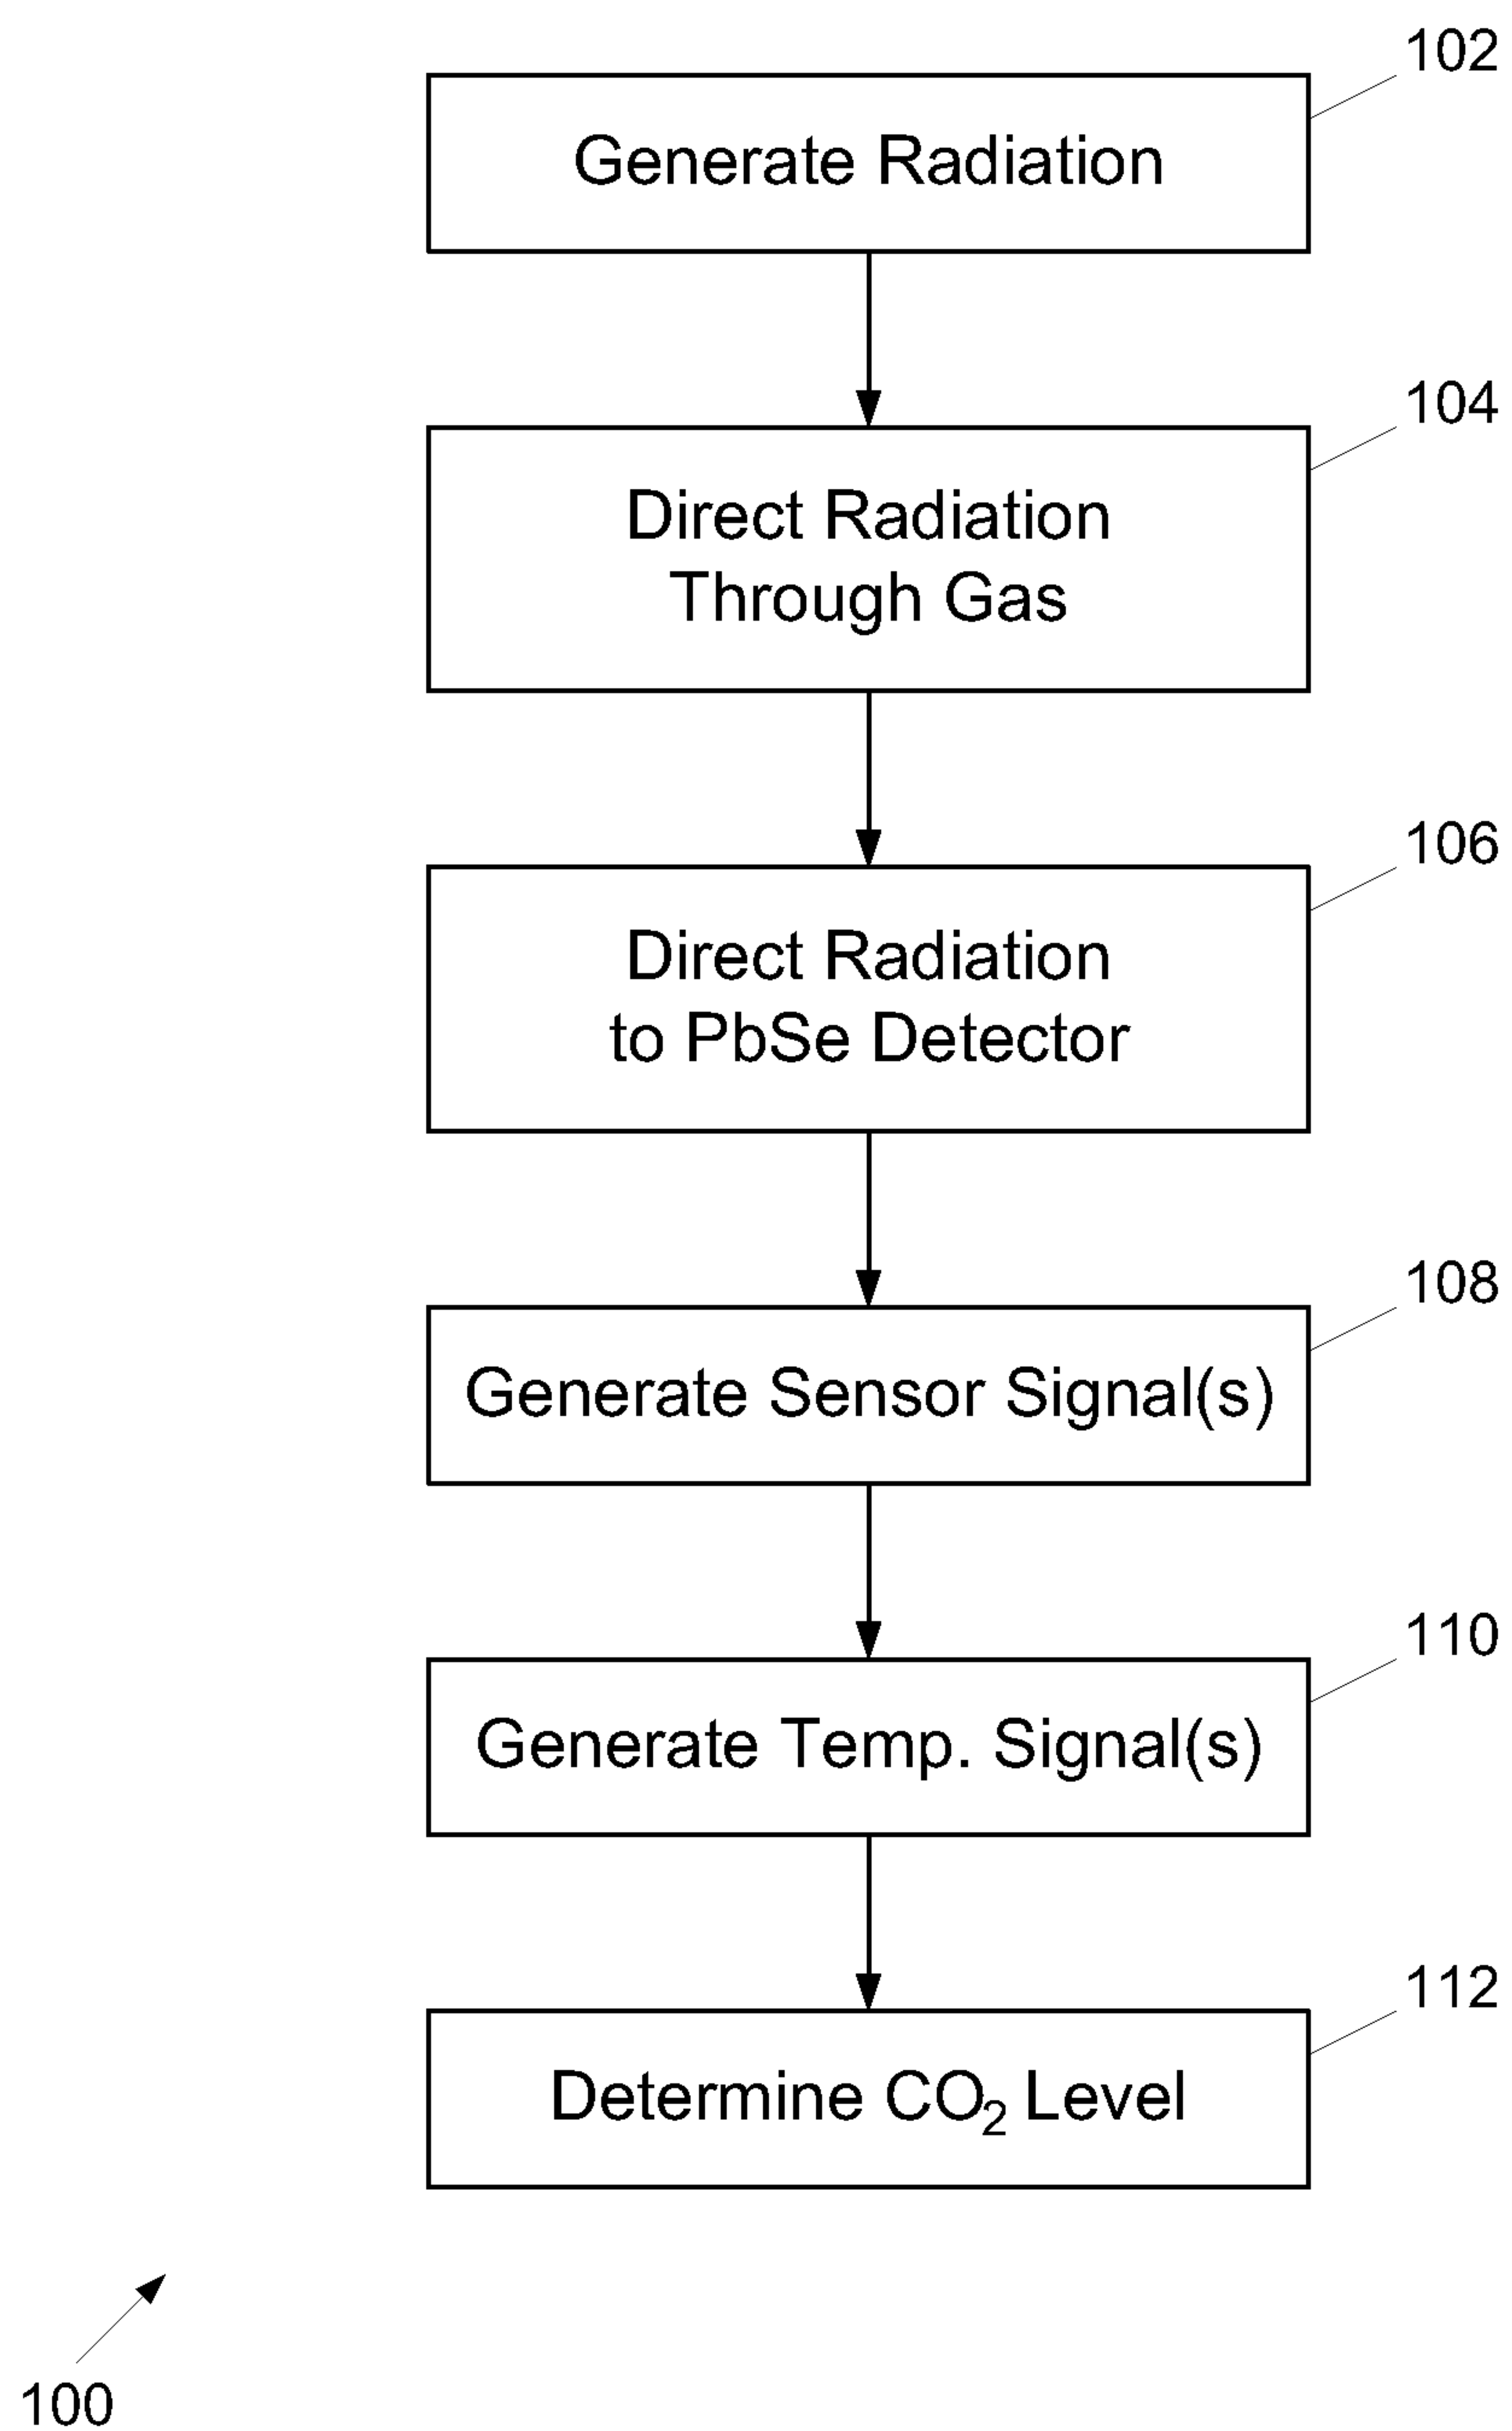 102
Generate Radiation
104
Direct Radiation
Through Gas
106
Direct Radiation
to PbSe Detector
108
Generate Sensor Signal(s)
110
Generate Temp. Signal(s)
112
Determine CO₂ Level
100